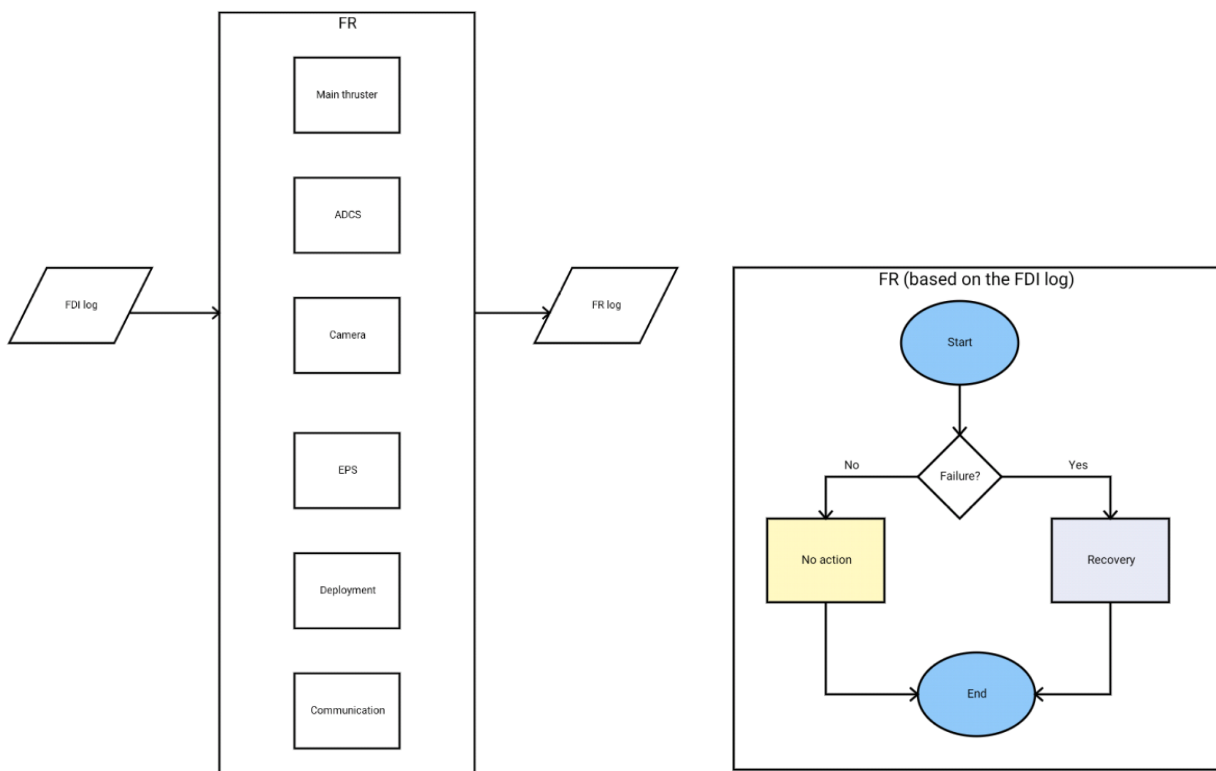 FR
Main thruster
ADCS
FDI log
Camera
FR log
EPS
Deployment
Communication
FR (based on the FDI log)
Start
No
Failure?
Yes
No action
Recovery
End